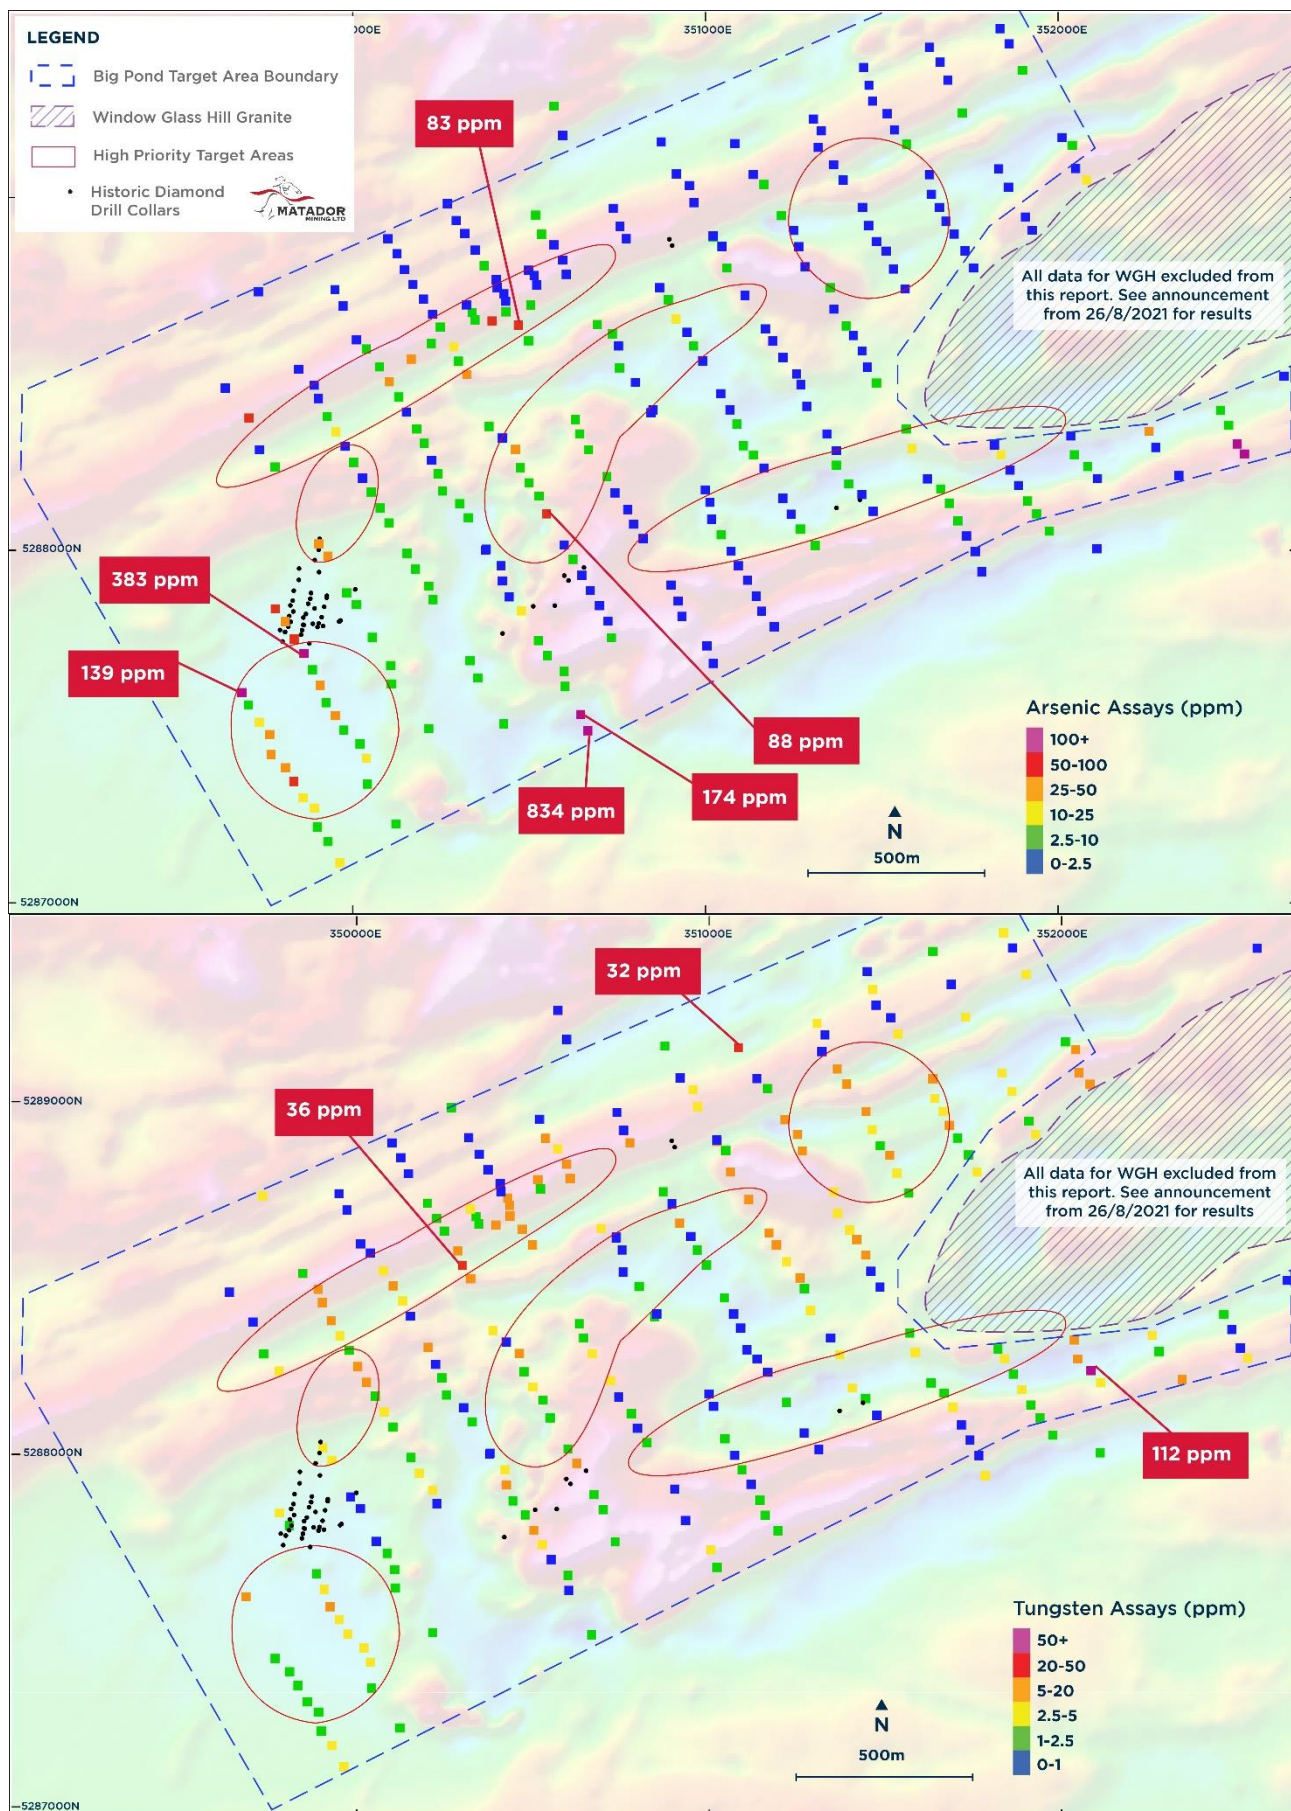 000E
351000E
352000E
LEGEND
Big Pond Target Area Boundary
Window Glass Hill Granite
High Priority Target Areas
Historic Diamond
Drill Collars
MATADOR
MINING LTD
83 ppm
All data for WGH excluded from
this report. See announcement
from 26/8/2021 for results
5288000N
383 ppm
139 ppm
88 ppm
174 ppm
834 ppm
N
500m
Arsenic Assays (ppm)
100+
50-100
25-50
10-25
2.5-10
0-2.5
5287000N
350000E
351000E
352000E
32 ppm
5289000N
36 ppm
All data for WGH excluded from
this report. See announcement
from 26/8/2021 for results
5288000N
112 ppm
N
500m
Tungsten Assays (ppm)
50+
20-50
5-20
2.5-5
1-2.5
0-1
5287000N